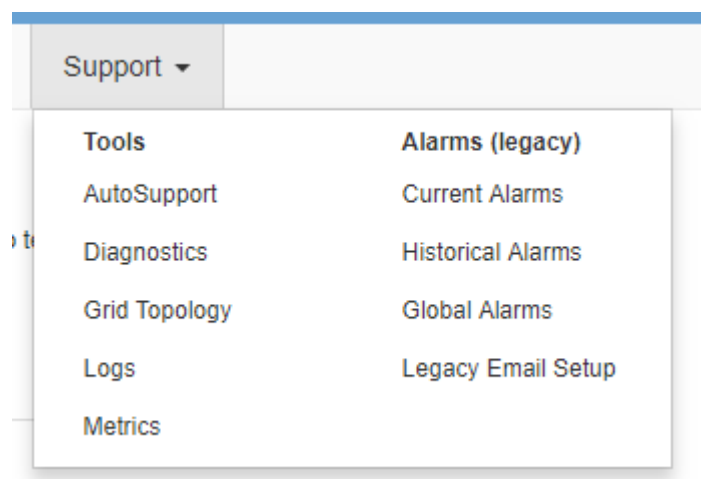 Support
Tools
AutoSupport
Diagnostics
Grid Topology
Logs
Metrics
Alarms (legacy)
Current Alarms
Historical Alarms
Global Alarms
Legacy Email Setup